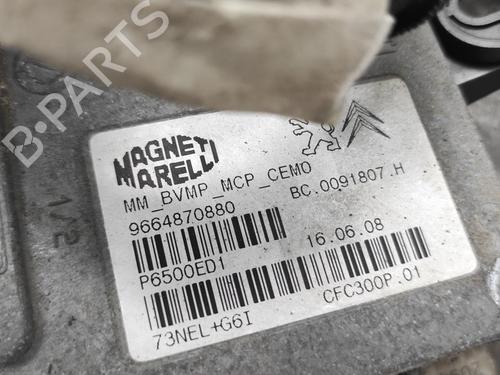 B-PARTS
MAGNETI
MARELLI
MM_BVMP_MCP_CEMO
9664870880
BC.0091807.H
P6500ED1
16.06.08
73NEL+G6I
CFC300P.01
1/2